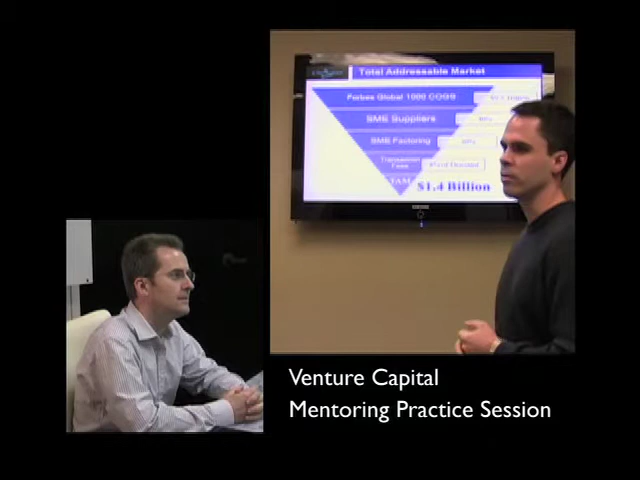 Total Addressable Market
Forbes Global 1000 COGS
SME Suppliers
SME Factoring
Transaction
Fees
TAM
$1.4 Billion
Venture Capital
Mentoring Practice Session